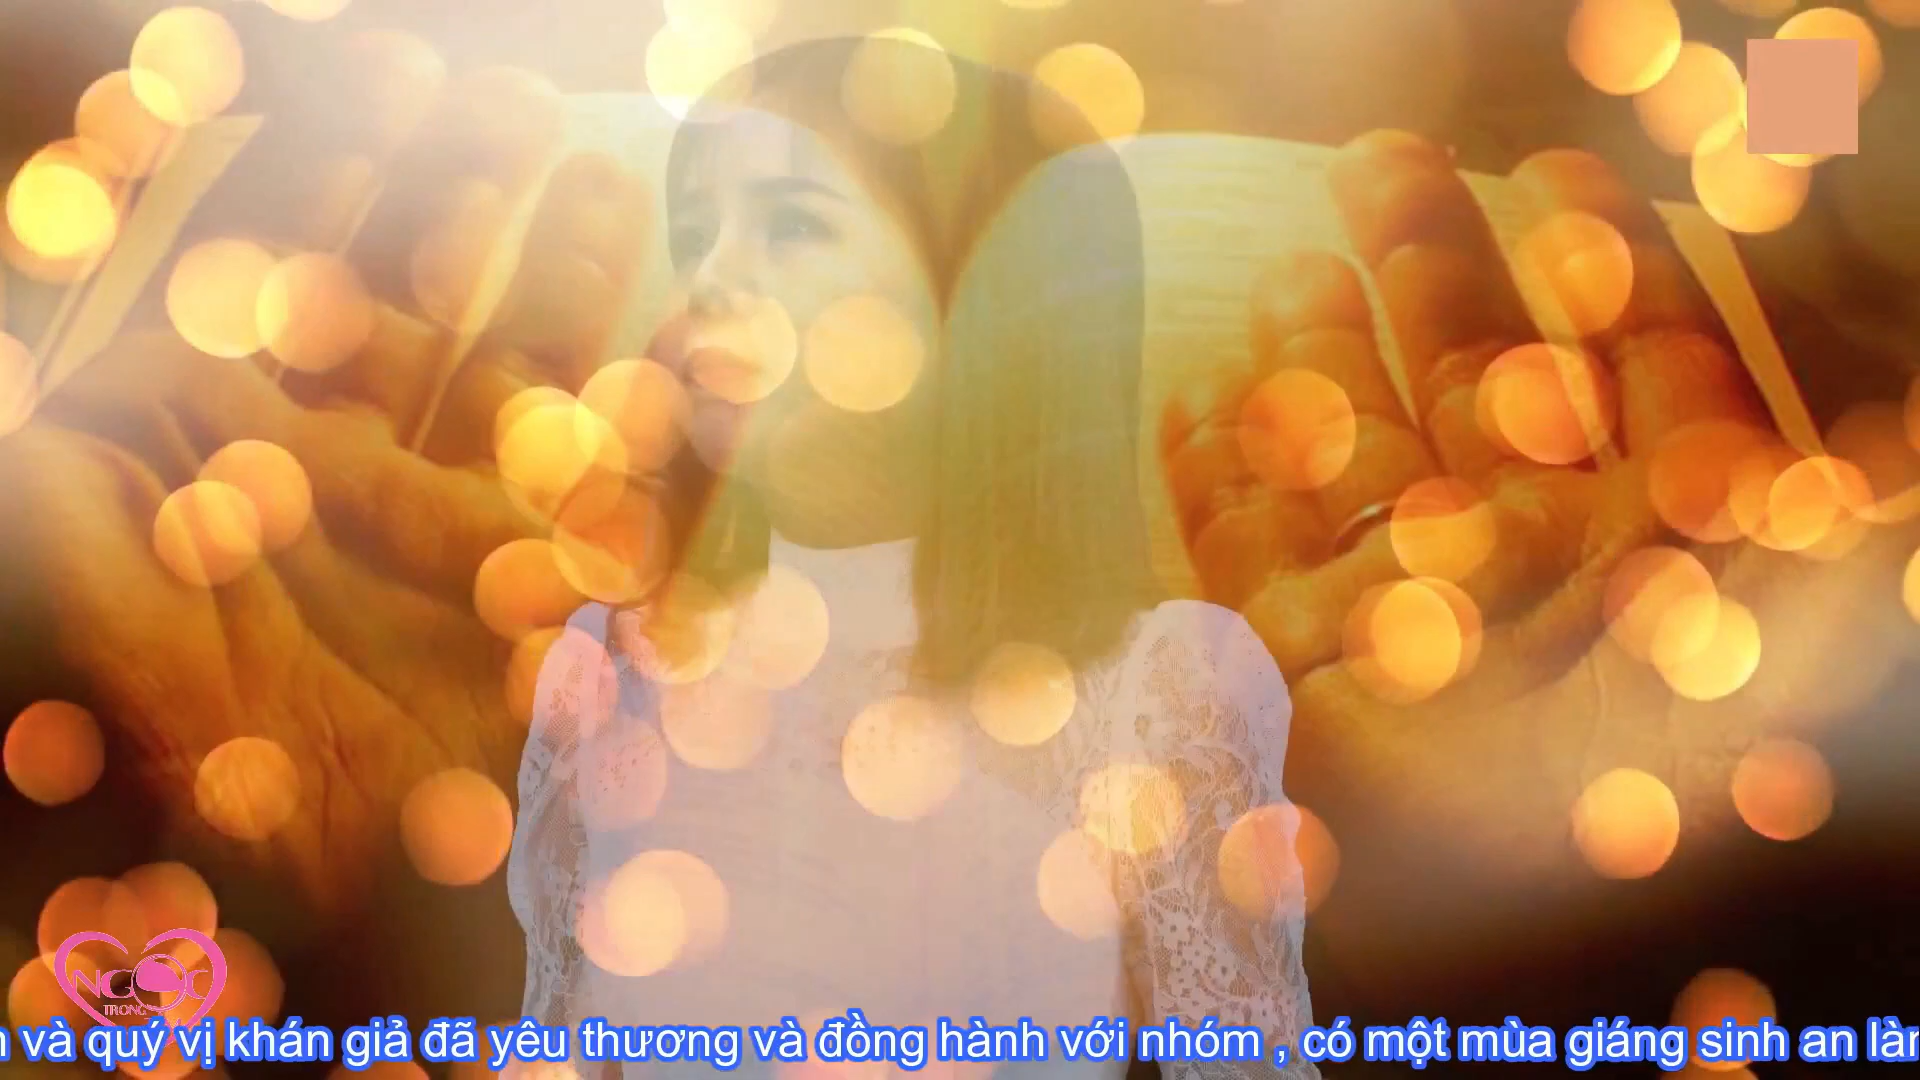 NGỌC
TRONG
và quý vị khán giả đã yêu thương và đồng hành với nhóm , có một mùa giáng sinh an